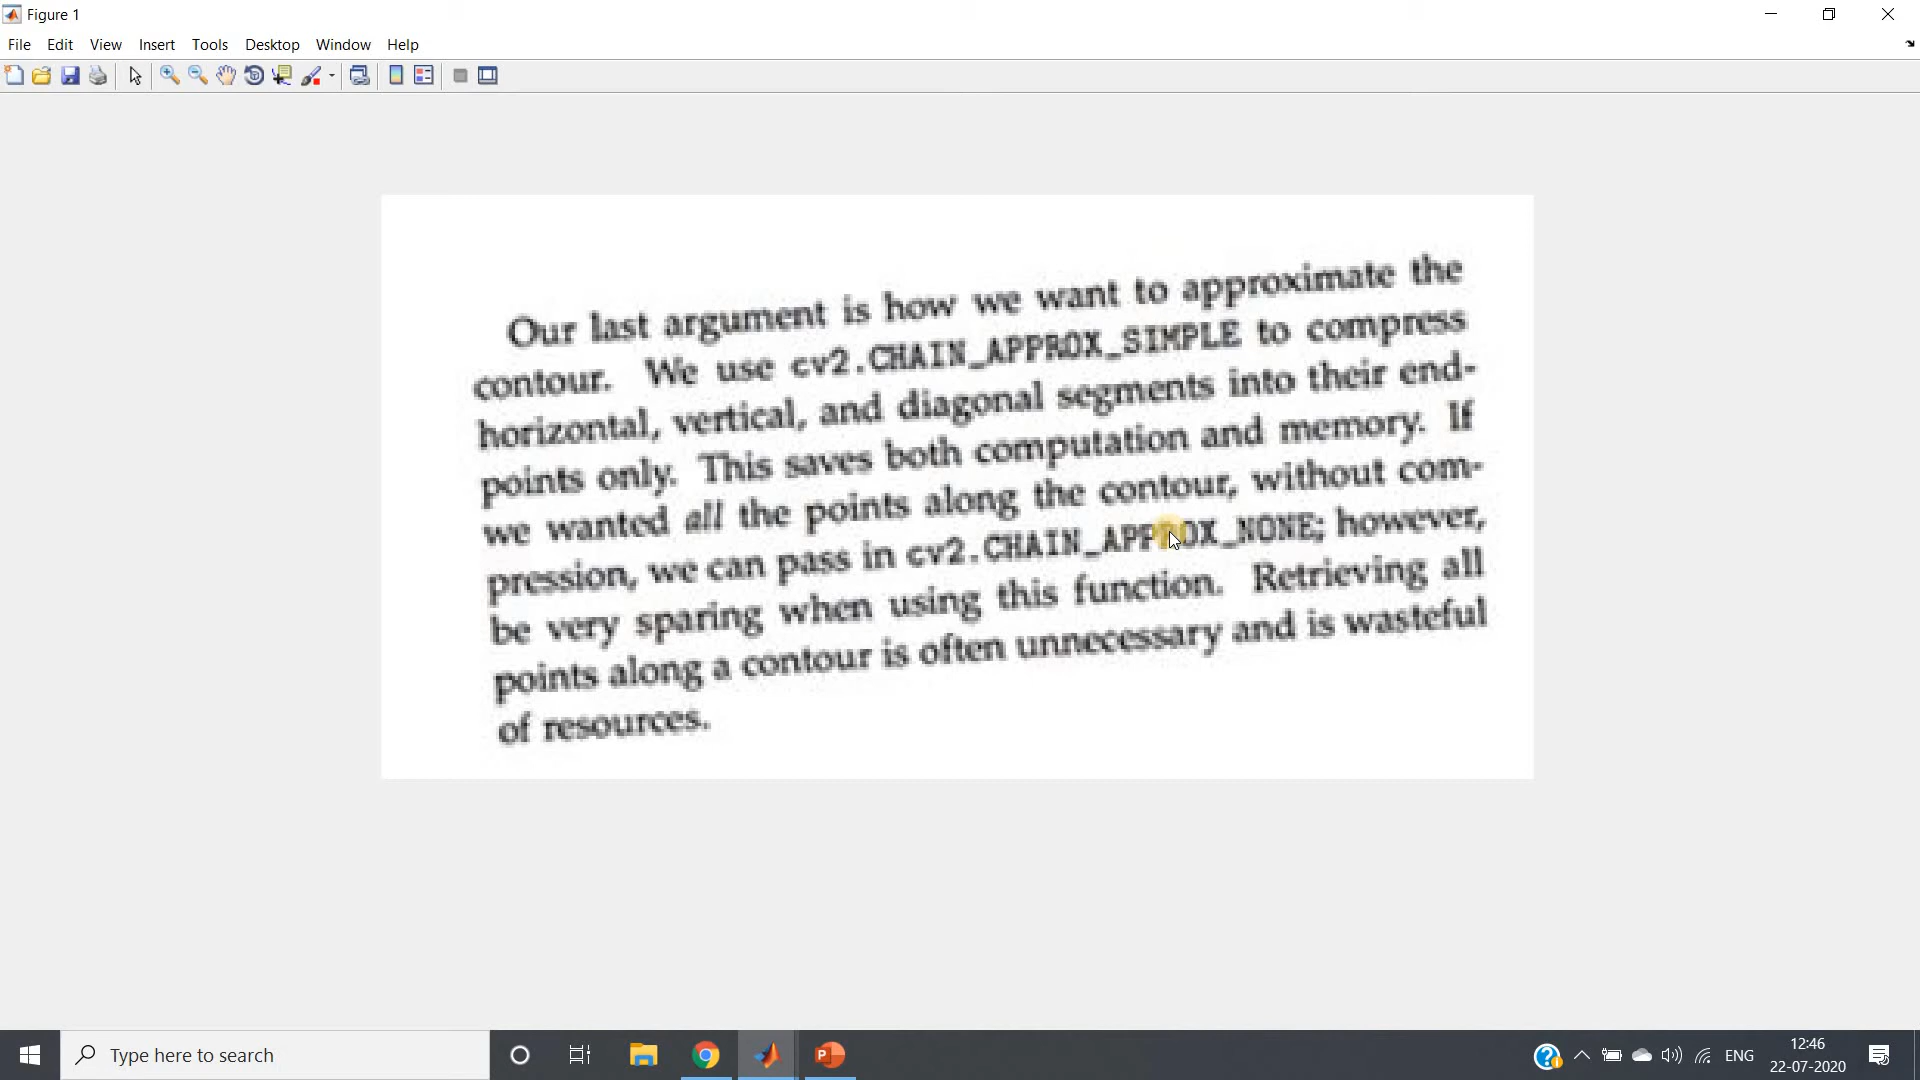 Figure 1
File Edit View Insert Tools Desktop Window Help
Our last argument is how we want to approximate the
contour. We use cv2.CHAIN_APPROX_SIMPLE to compress
horizontal, vertical, and diagonal segments into their end-
points only. This saves both computation and memory. If
we wanted all the points along the contour, without com-
pression, we can pass in cv2.CHAIN_APPROX_NONE; however,
be very sparing when using this function. Retrieving all
points along a contour is often unnecessary and is wasteful
of resources.
Type here to search
ENG
12:46
22-07-2020